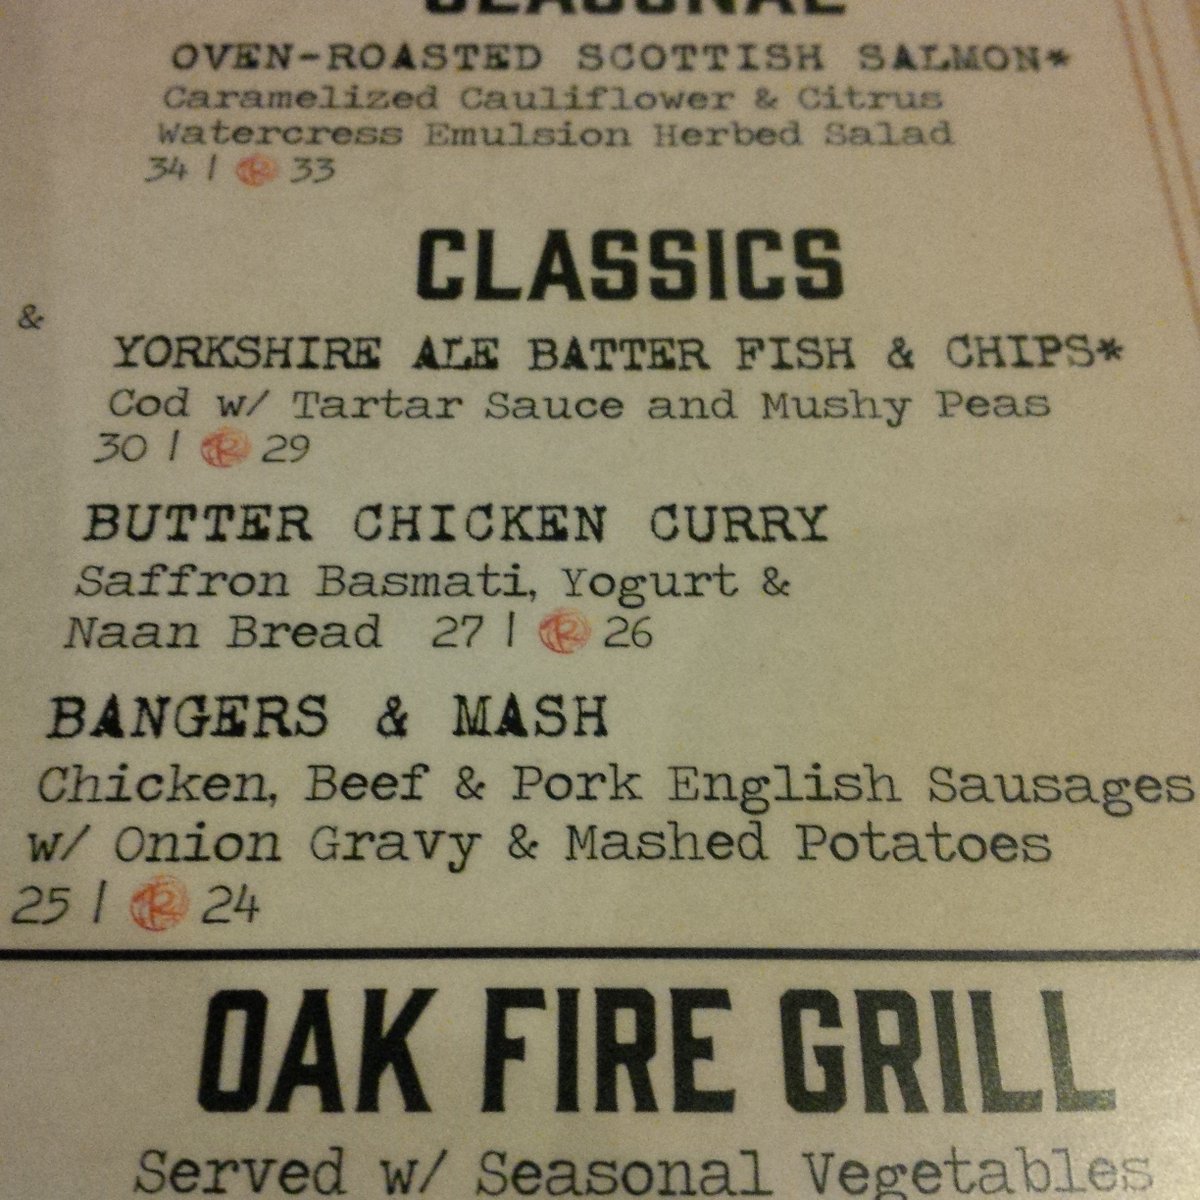 SEASONAL
OVEN-ROASTED SCOTTISH SALMON*
Caramelized Cauliflower & Citrus
Watercress Emulsion Herbed Salad
34 | R 33
CLASSICS
&
YORKSHIRE ALE BATTER FISH & CHIPS*
Cod w/ Tartar Sauce and Mushy Peas
30 | R 29
BUTTER CHICKEN CURRY
Saffron Basmati, Yogurt &
Naan Bread 27 | R 26
BANGERS & MASH
Chicken, Beef & Pork English Sausages
w/ Onion Gravy & Mashed Potatoes
25 | R 24
OAK FIRE GRILL
Served w/ Seasonal Vegetables